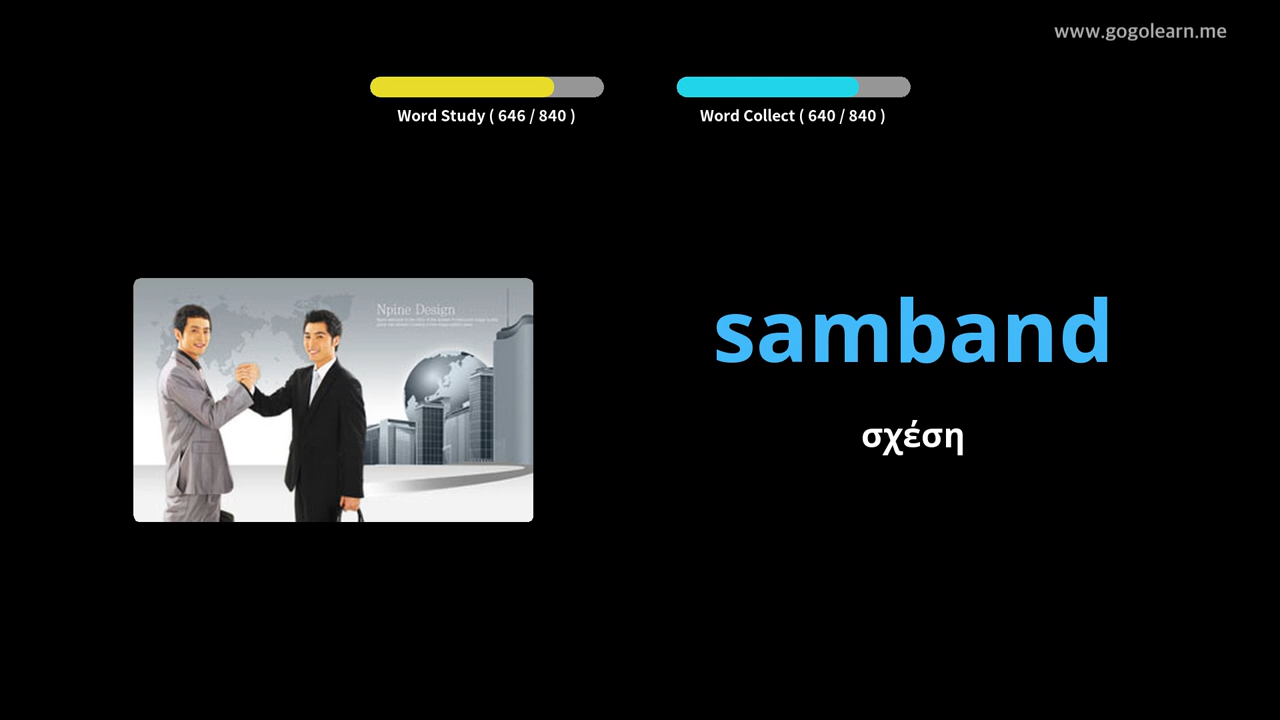 www.gogolearn.me
Word Study ( 646 / 840 )
Word Collect ( 640 / 840 )
Npine Design
samband
σχέση